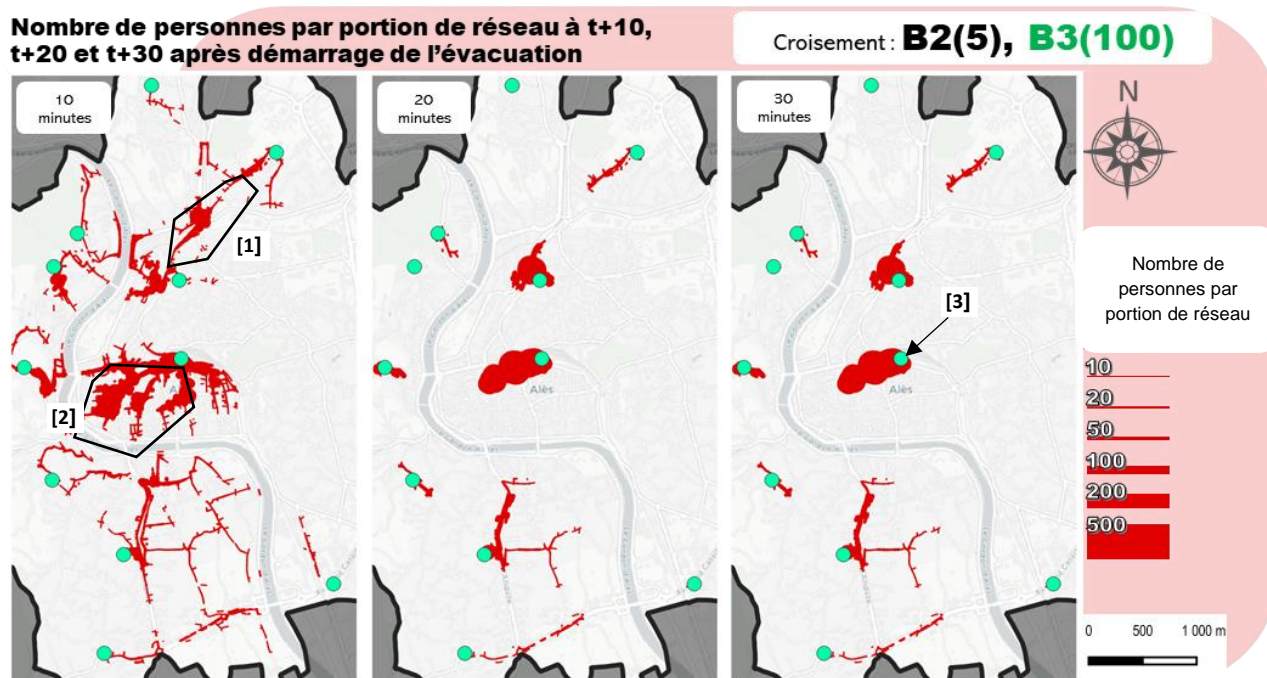 Nombre de personnes par portion de réseau à t+10,
t+20 et t+30 après démarrage de l'évacuation
Croisement : B2(5), B3(100)
10
minutes
[1]
[2]
20
minutes
Alès
30
minutes
[3]
Alès
N
Nombre de
personnes par
portion de réseau
10
20
50
100
200
500
0 500 1 000 m